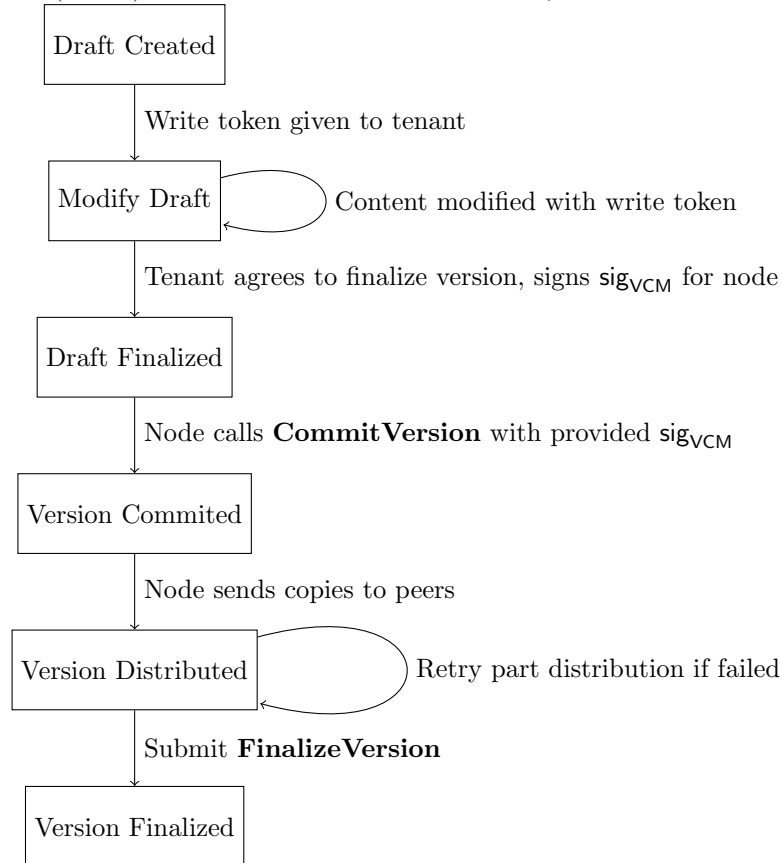 Draft Created
Write token given to tenant
Modify Draft
Content modified with write token
Tenant agrees to finalize version, signs sigVCM for node
Draft Finalized
Node calls CommitVersion with provided sigVCM
Version Commited
Node sends copies to peers
Version Distributed
Retry part distribution if failed
Submit FinalizeVersion
Version Finalized